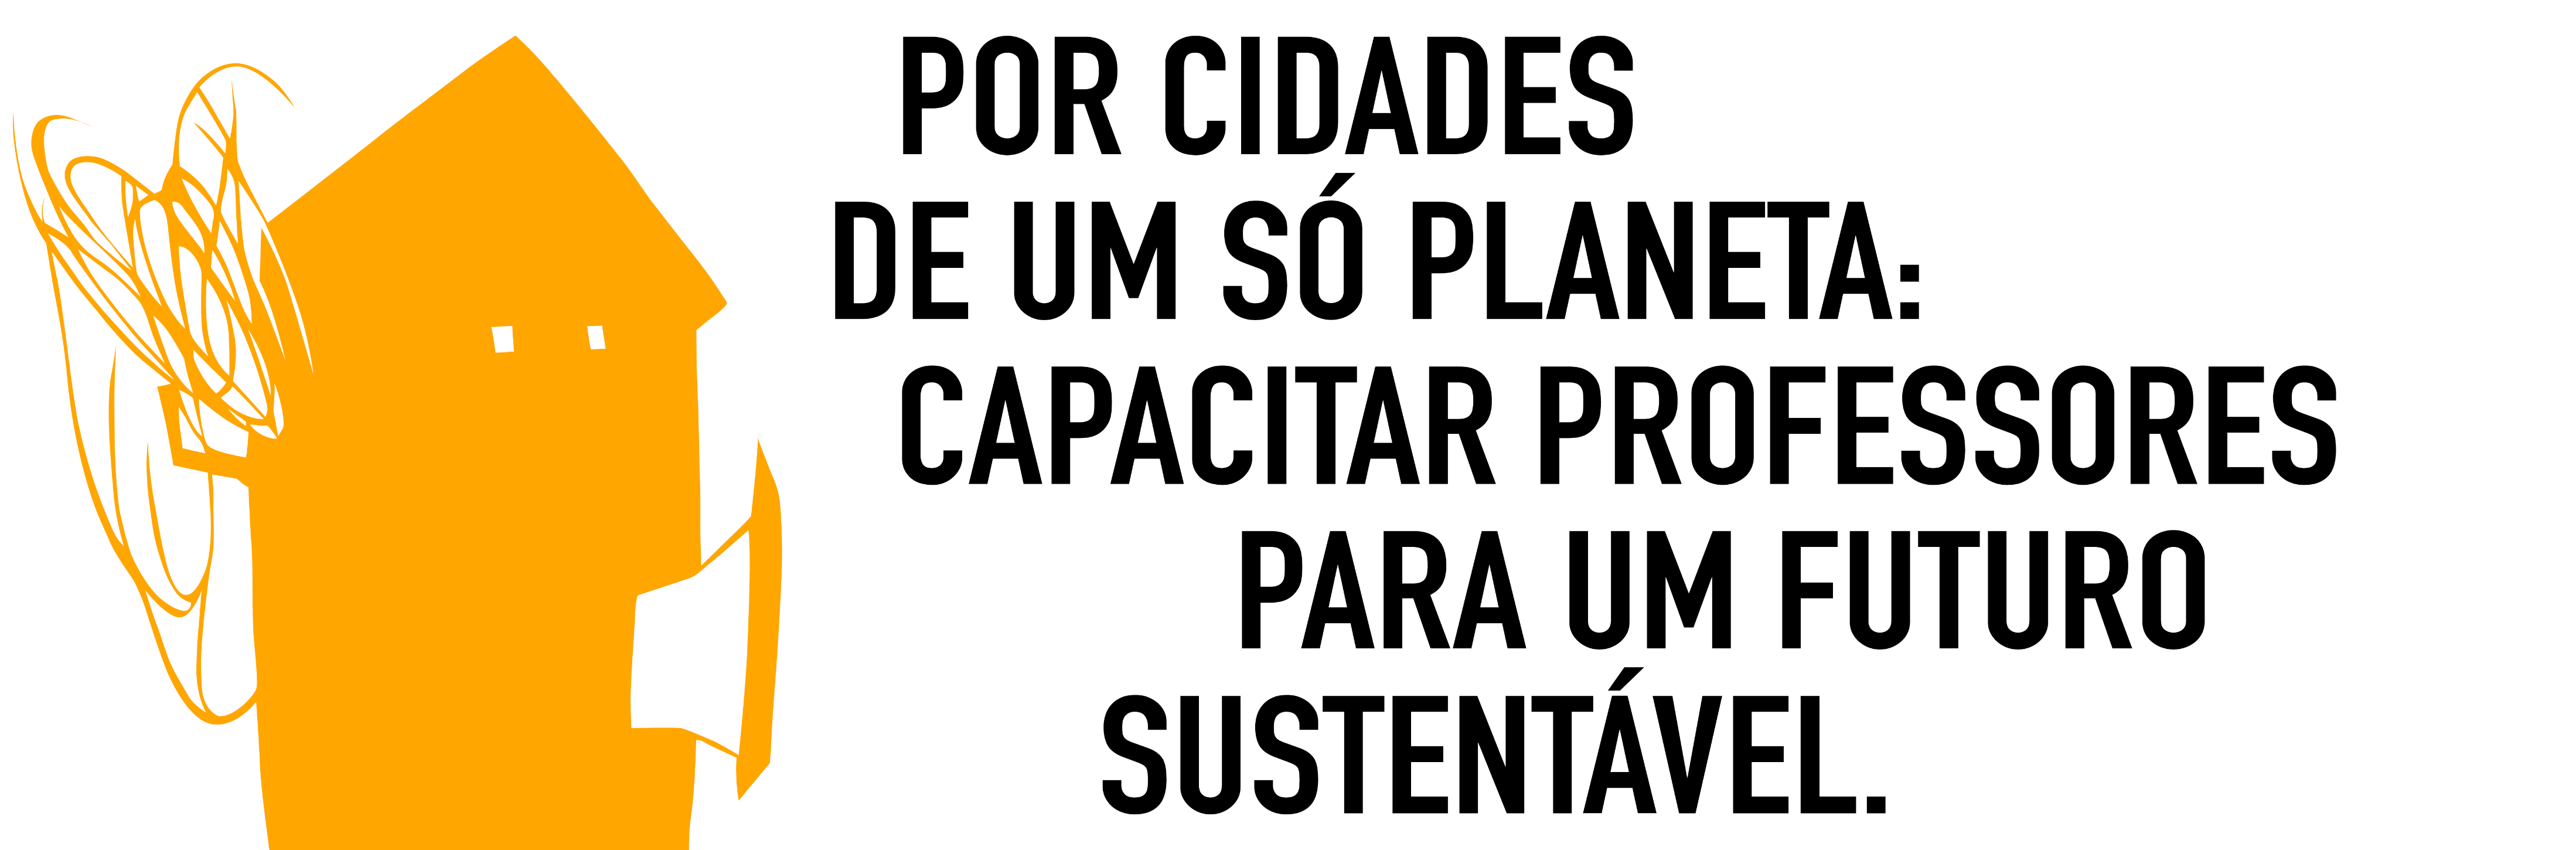 POR CIDADES
DE UM SÓ PLANETA:
CAPACITAR PROFESSORES
PARA UM FUTURO
SUSTENTÁVEL.